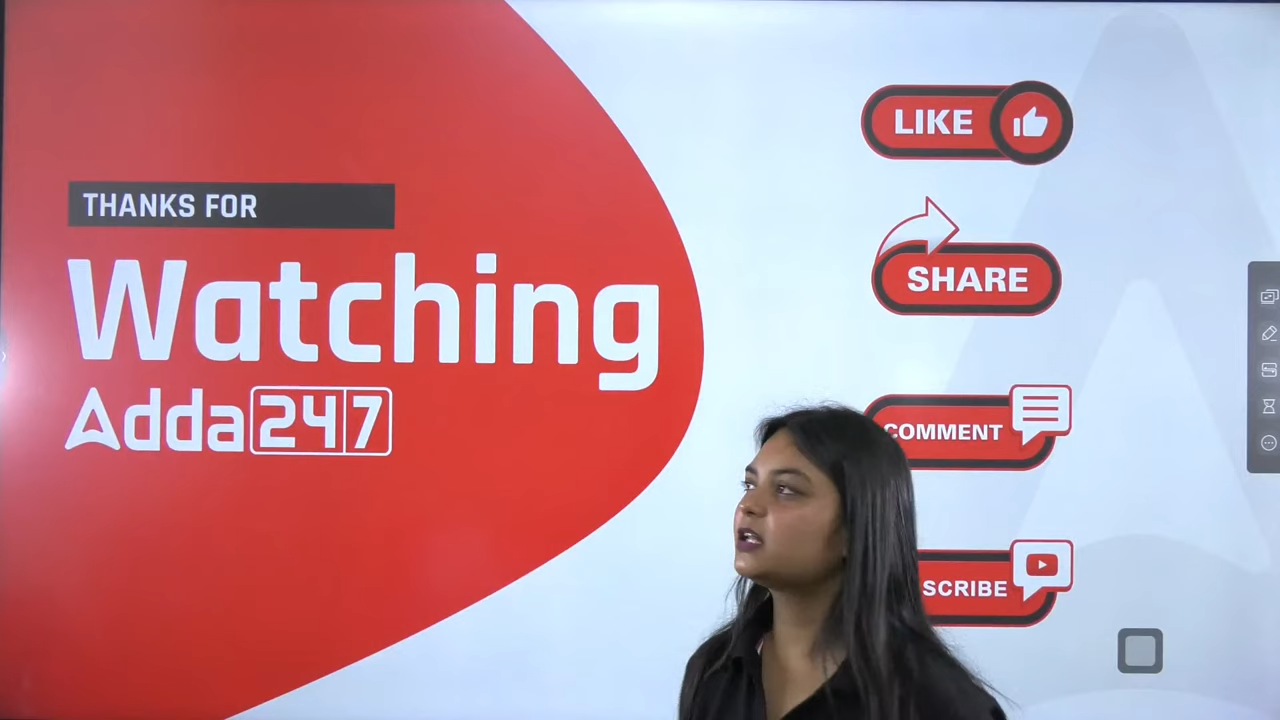 THANKS FOR
Watching
Adda247
LIKE
SHARE
COMMENT
SCRIBE